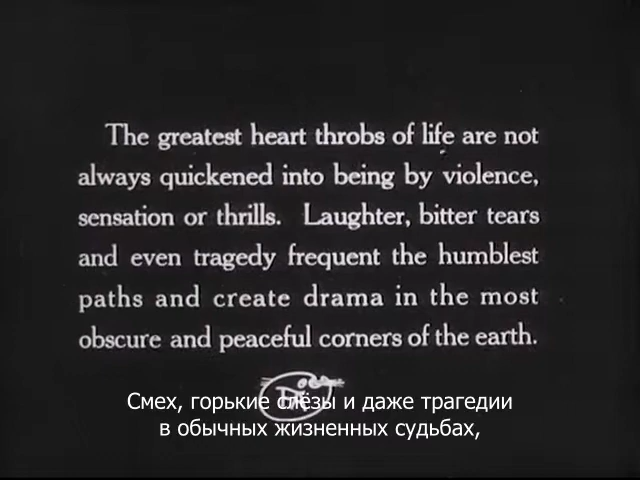 The greatest heart throbs of life are not
always quickened into being by violence,
sensation or thrills. Laughter, bitter tears
and even tragedy frequent the humblest
paths and create drama in the most
obscure and peaceful corners of the earth.
Смех, горькие слёзы и даже трагедии
в обычных жизненных судьбах,